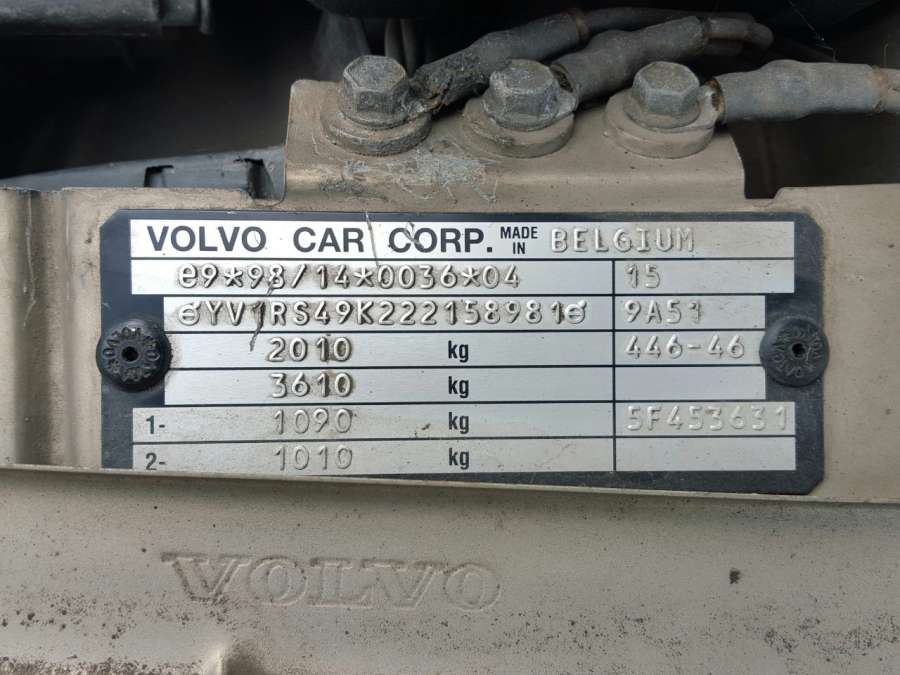 VOLVO CAR CORP. MADE IN BELGIUM
e9*98/14*0036*04 15
YV1RS49K222158981 9A51
2010 kg 446-46
3610 kg
1- 1090 kg 5F453631
2- 1010 kg
VOLVO